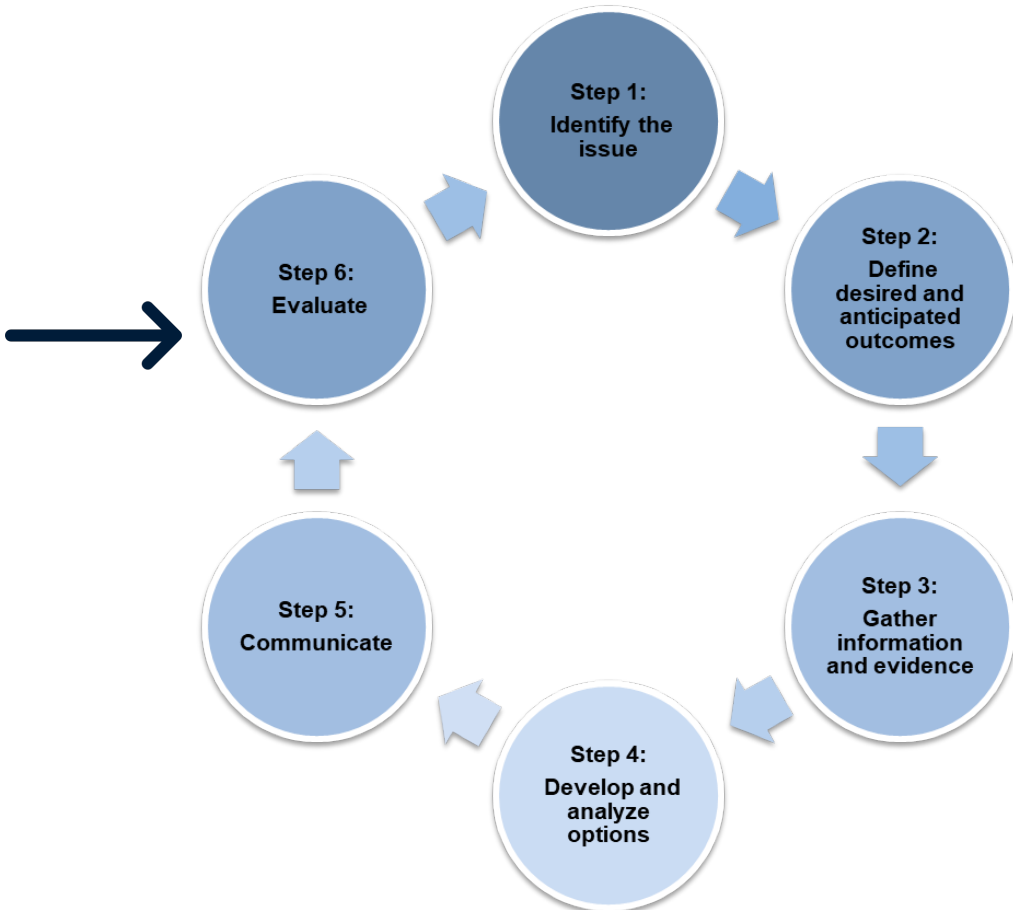 Step 1:
Identify the
issue
Step 2:
Define
desired and
anticipated
outcomes
Step 3:
Gather
information
and evidence
Step 4:
Develop and
analyze
options
Step 5:
Communicate
Step 6:
Evaluate